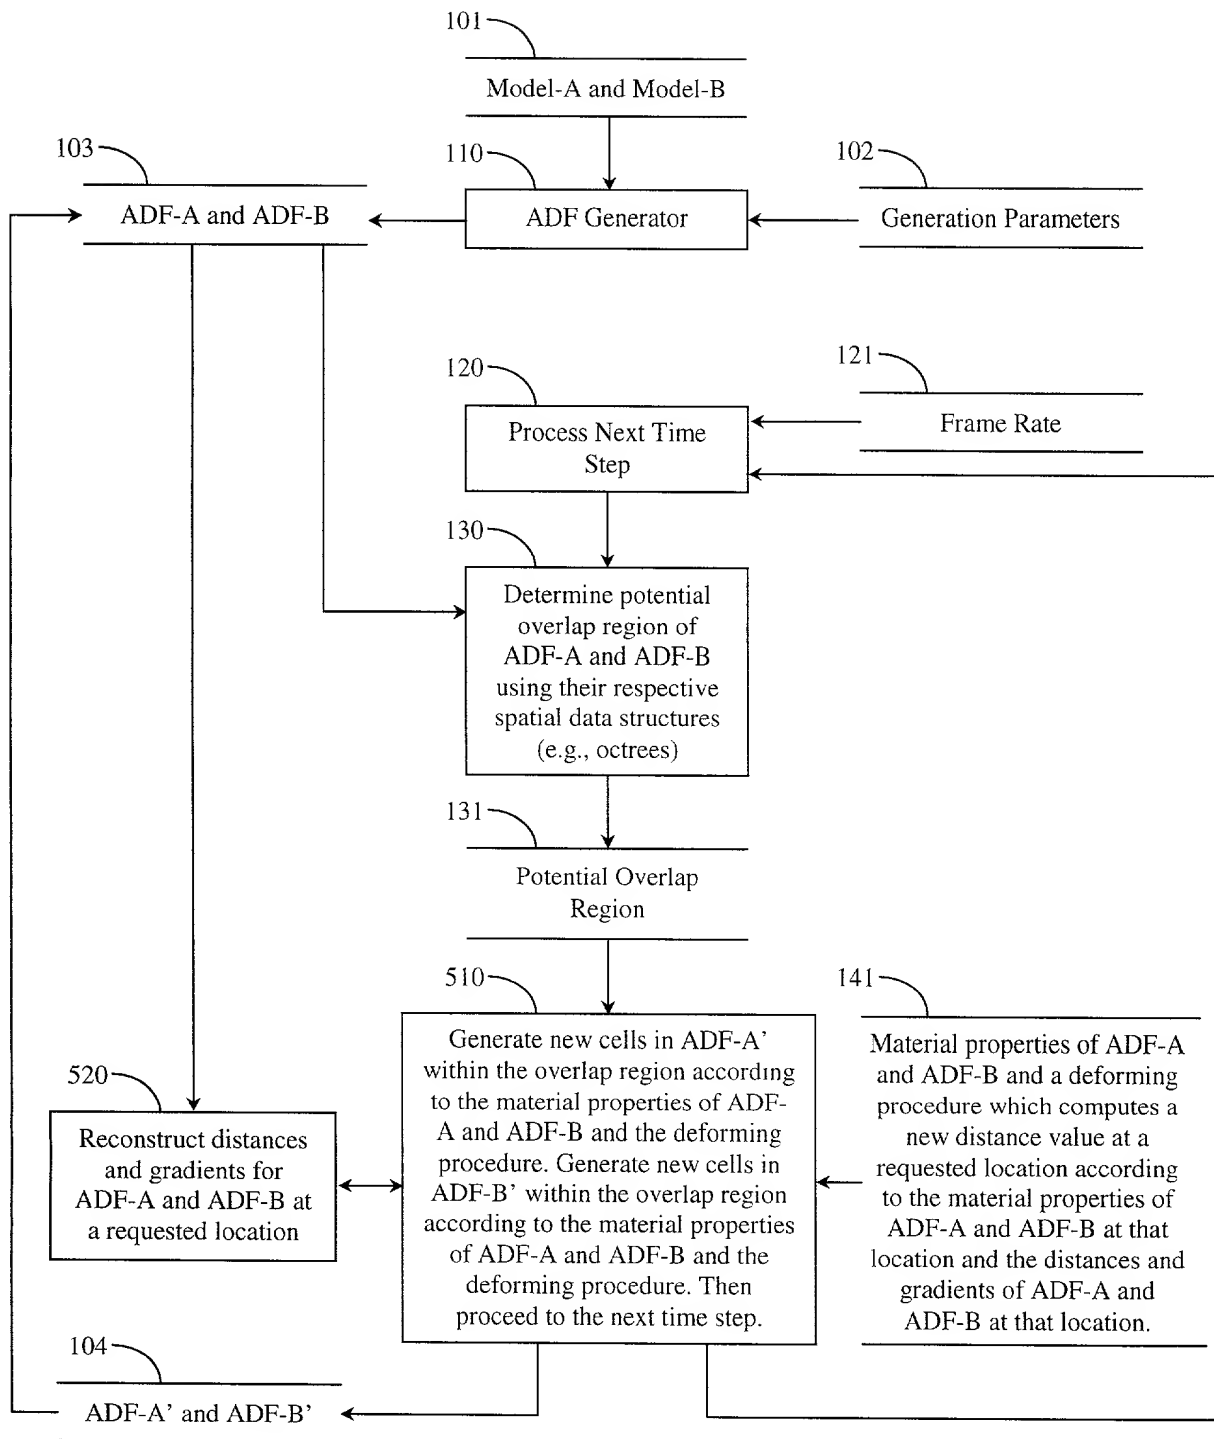 101
Model-A and Model-B
103
110
102
ADF-A and ADF-B
ADF Generator
Generation Parameters
120
121
Process Next Time
Step
Frame Rate
130
Determine potential
overlap region of
ADF-A and ADF-B
using their respective
spatial data structures
(e.g., octrees)
131
Potential Overlap
Region
510
Generate new cells in ADF-A'
within the overlap region according
to the material properties of ADF-
A and ADF-B and the deforming
procedure. Generate new cells in
ADF-B' within the overlap region
according to the material properties
of ADF-A and ADF-B and the
deforming procedure. Then
proceed to the next time step.
141
Material properties of ADF-A
and ADF-B and a deforming
procedure which computes a
new distance value at a
requested location according
to the material properties of
ADF-A and ADF-B at that
location and the distances and
gradients of ADF-A and
ADF-B at that location.
520
Reconstruct distances
and gradients for
ADF-A and ADF-B at
a requested location
104
ADF-A' and ADF-B'